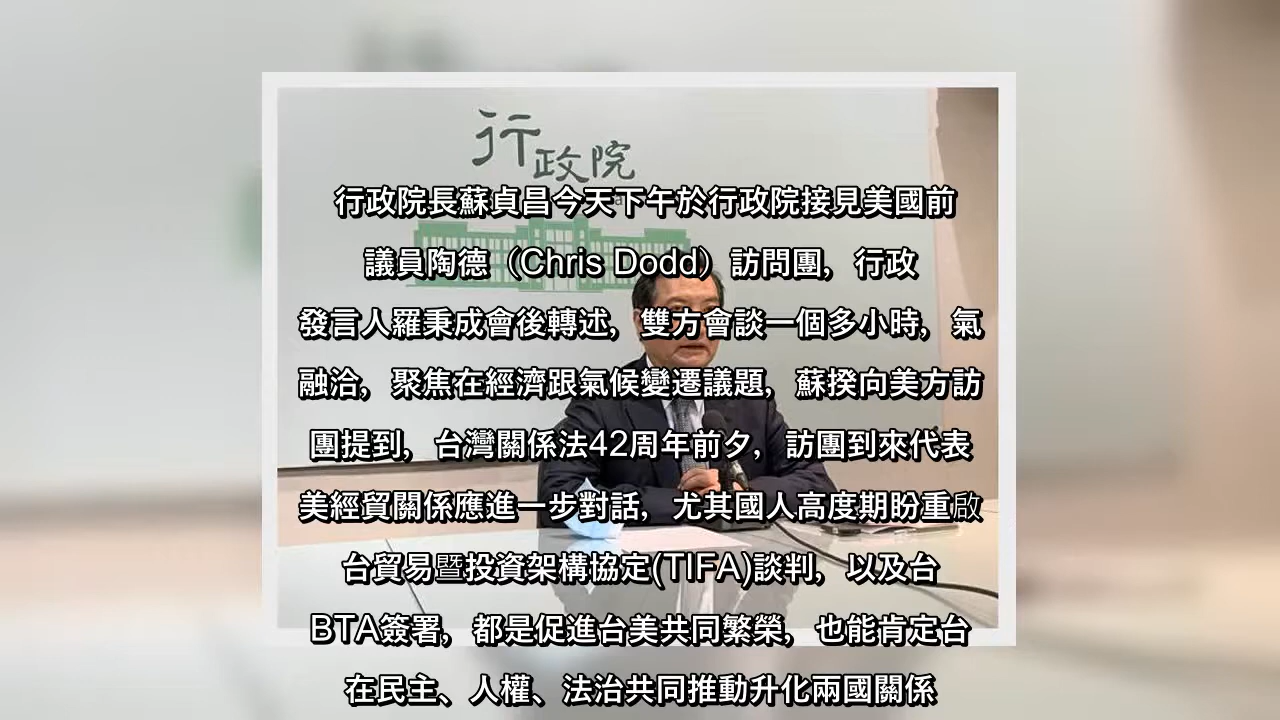 行政院
行政院長蘇貞昌今天下午於行政院接見美國前
議員陶德（Chris Dodd）訪問團，行政
發言人羅秉成會後轉述，雙方會談一個多小時，氣
融洽，聚焦在經濟跟氣候變遷議題，蘇揆向美方訪
團提到，台灣關係法42周年前夕，訪團到來代表
美經貿關係應進一步對話，尤其國人高度期盼重啟
台貿易暨投資架構協定(TIFA)談判，以及台
BTA簽署，都是促進台美共同繁榮，也能肯定台
在民主、人權、法治共同推動升化兩國關係